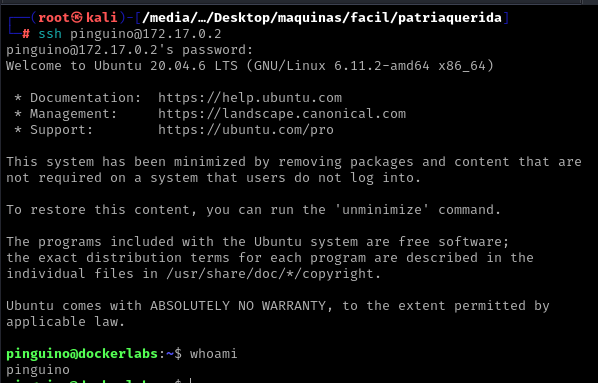 (root㉿kali)-[/media/…/Desktop/maquinas/facil/patriaquerida]
# ssh pinguino@172.17.0.2
pinguino@172.17.0.2's password:
Welcome to Ubuntu 20.04.6 LTS (GNU/Linux 6.11.2-amd64 x86_64)
* Documentation:  https://help.ubuntu.com
* Management:     https://landscape.canonical.com
* Support:        https://ubuntu.com/pro
This system has been minimized by removing packages and content that are
not required on a system that users do not log into.
To restore this content, you can run the 'unminimize' command.
The programs included with the Ubuntu system are free software;
the exact distribution terms for each program are described in the
individual files in /usr/share/doc/*/copyright.
Ubuntu comes with ABSOLUTELY NO WARRANTY, to the extent permitted by
applicable law.
pinguino@dockerlabs:~$ whoami
pinguino